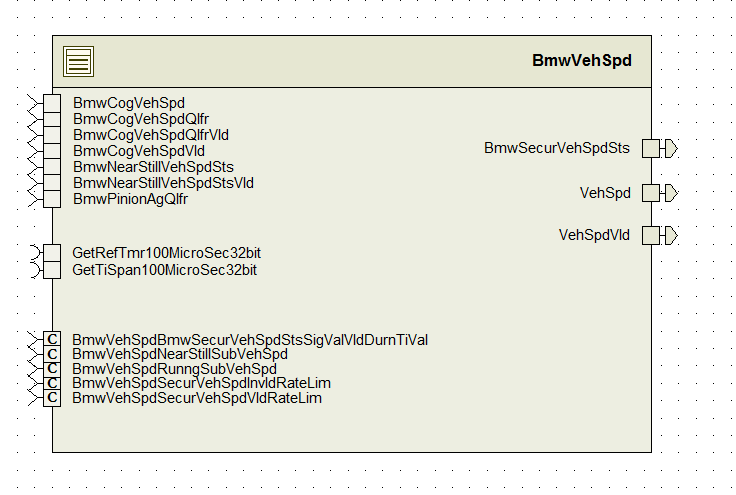 BmwVehSpd
BmwCogVehSpd
BmwCogVehSpdQlfr
BmwCogVehSpdQlfrVld
BmwCogVehSpdVld
BmwNearStillVehSpdSts
BmwNearStillVehSpdStsVld
BmwPinionAgQlfr
BmwSecurVehSpdSts
VehSpd
VehSpdVld
GetRefTmr100MicroSec32bit
GetTiSpan100MicroSec32bit
C BmwVehSpdBmwSecurVehSpdStsSigValVldDurnTiVal
C BmwVehSpdNearStillSubVehSpd
C BmwVehSpdRunngSubVehSpd
C BmwVehSpdSecurVehSpdInvldRateLim
C BmwVehSpdSecurVehSpdVldRateLim